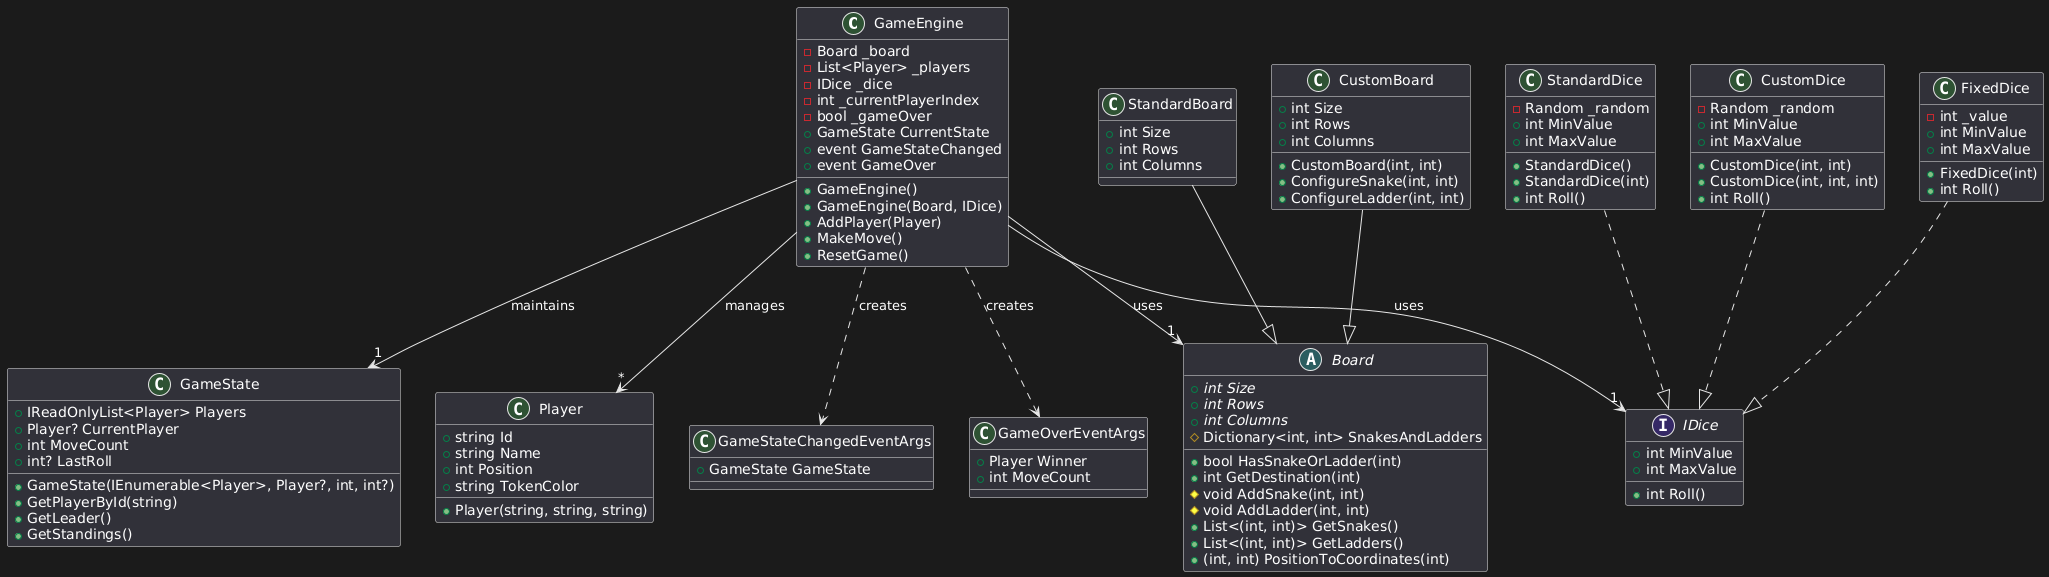 C GameEngine
Board _board
List<Player> _players
IDice _dice
int _currentPlayerIndex
bool _gameOver
GameState CurrentState
event GameStateChanged
event GameOver
GameEngine()
GameEngine(Board, IDice)
AddPlayer(Player)
MakeMove()
ResetGame()
C StandardBoard
int Size
int Rows
int Columns
C CustomBoard
int Size
int Rows
int Columns
CustomBoard(int, int)
ConfigureSnake(int, int)
ConfigureLadder(int, int)
C StandardDice
Random _random
int MinValue
int MaxValue
StandardDice()
StandardDice(int)
int Roll()
C CustomDice
Random _random
int MinValue
int MaxValue
CustomDice(int, int)
CustomDice(int, int, int)
int Roll()
C FixedDice
int _value
int MinValue
int MaxValue
FixedDice(int)
int Roll()
maintains
manages
creates
creates
uses
uses
1
*
1
1
C GameState
IReadOnlyList<Player> Players
Player? CurrentPlayer
int MoveCount
int? LastRoll
GameState(IEnumerable<Player>, Player?, int, int?)
GetPlayerById(string)
GetLeader()
GetStandings()
C Player
string Id
string Name
int Position
string TokenColor
Player(string, string, string)
C GameStateChangedEventArgs
GameState GameState
C GameOverEventArgs
Player Winner
int MoveCount
A Board
int Size
int Rows
int Columns
Dictionary<int, int> SnakesAndLadders
bool HasSnakeOrLadder(int)
int GetDestination(int)
void AddSnake(int, int)
void AddLadder(int, int)
List<(int, int)> GetSnakes()
List<(int, int)> GetLadders()
(int, int) PositionToCoordinates(int)
I IDice
int MinValue
int MaxValue
int Roll()